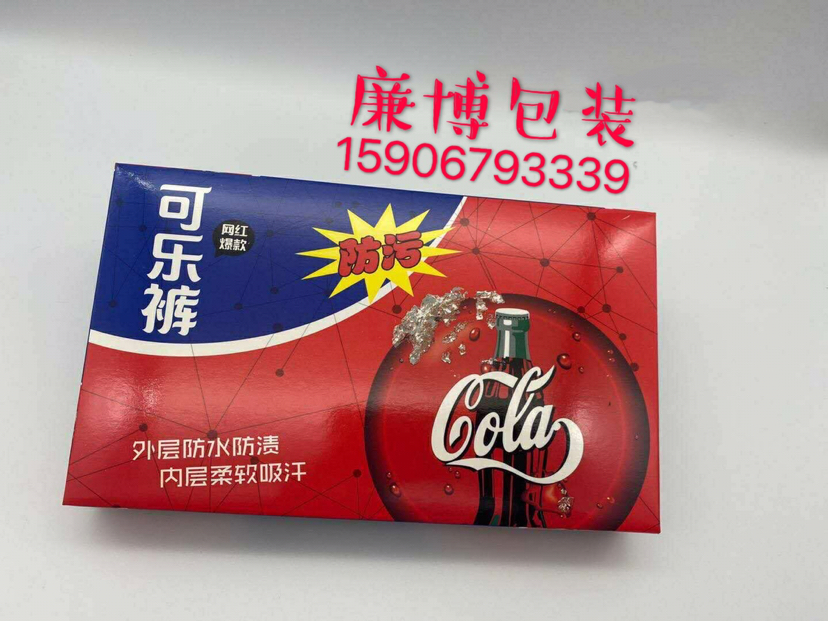 廉博包装
15906793339
可乐裤
网红
爆款
防污
Cola
外层防水防渍
内层柔软吸汗